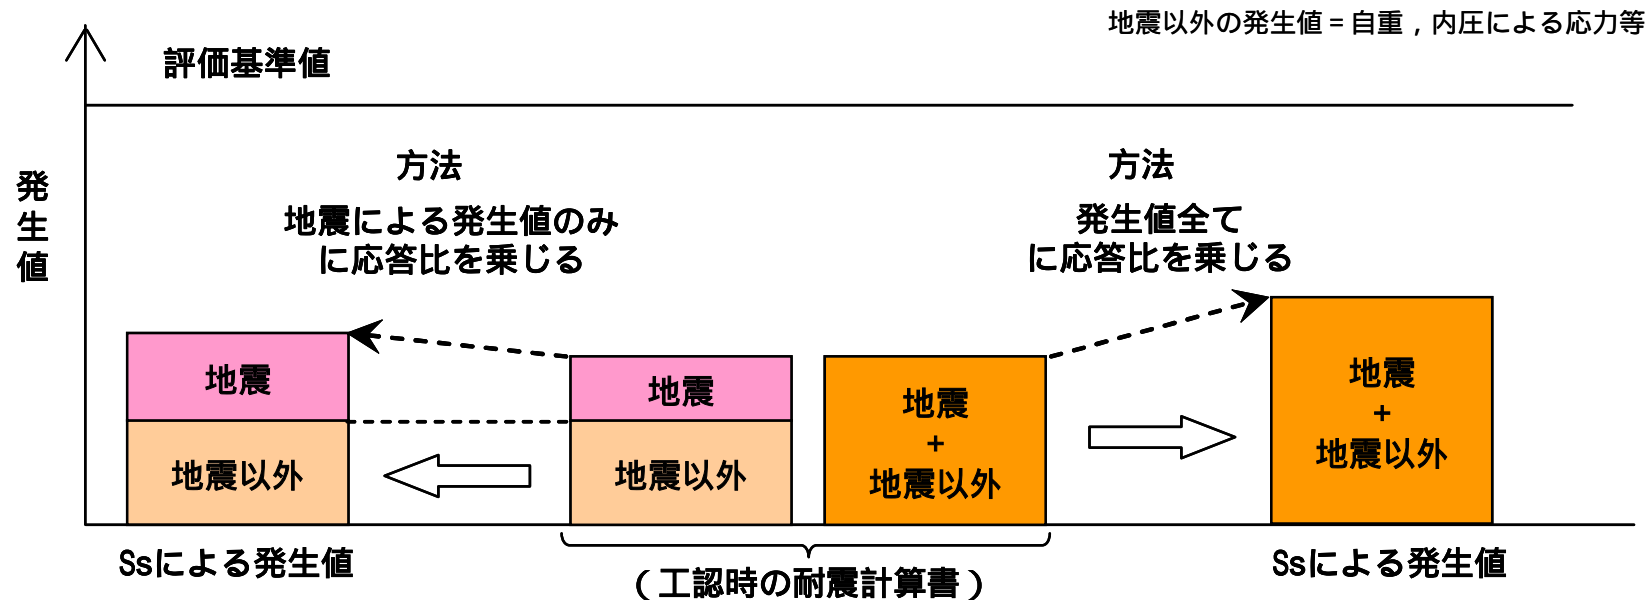 地震以外の発生値=自重，内圧による応力等
評価基準値
発生値
方法
地震による発生値のみ
に応答比を乗じる
方法
発生値全て
に応答比を乗じる
地震
地震以外
地震
地震以外
地震
+
地震以外
地震
+
地震以外
Ssによる発生値
（工認時の耐震計算書）
Ssによる発生値